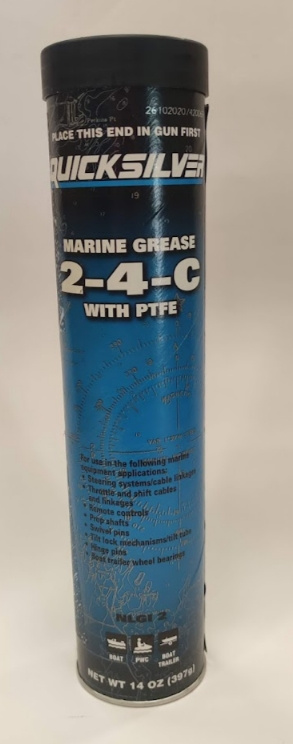 26102020/
PLACE THIS END IN GUN FIRST
QUICKSILVER
19
MARINE GREASE
2-4-C
WITH PTFE
For use in the following marine
equipment applications:
• Steering systems/cable linkages
• Throttle and shift cables
and linkages
• Remote controls
• Prop shafts
• Swivel pins
• Tilt lock mechanisms/tilt tube
• Hinge pins
• Boat trailer wheel bearings
NLGI 2
BOAT
PWC
BOAT
TRAILER
NET WT 14 OZ (397g)